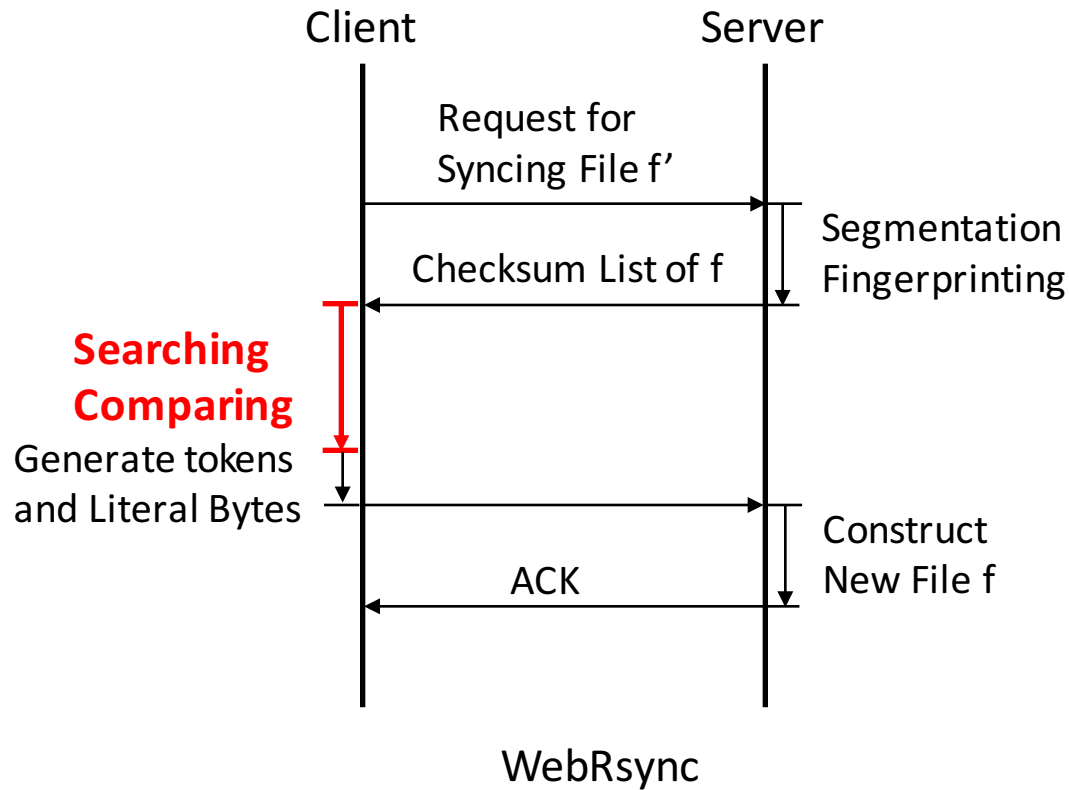 Client
Server
Request for
Syncing File f’
Segmentation
Fingerprinting
Checksum List of f
Searching
Comparing
Generate tokens
and Literal Bytes
Construct
New File f
ACK
WebRsync